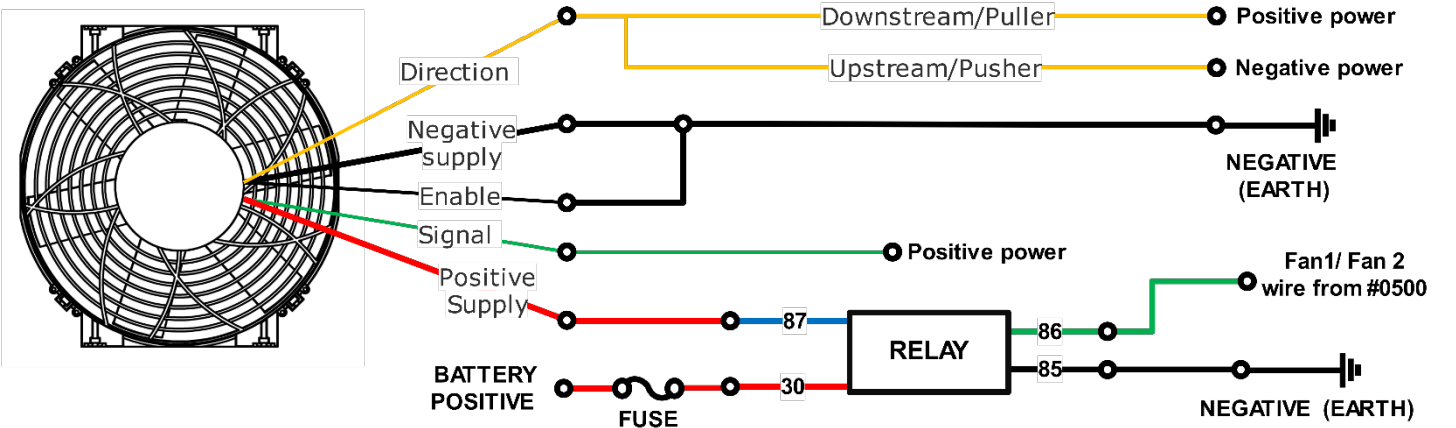 Downstream/Puller
Positive power
Direction
Upstream/Pusher
Negative power
Negative
supply
NEGATIVE
(EARTH)
Enable
Signal
Positive power
Positive
Supply
Fan1/ Fan 2
wire from #0500
87
86
RELAY
85
BATTERY
POSITIVE
30
FUSE
NEGATIVE (EARTH)